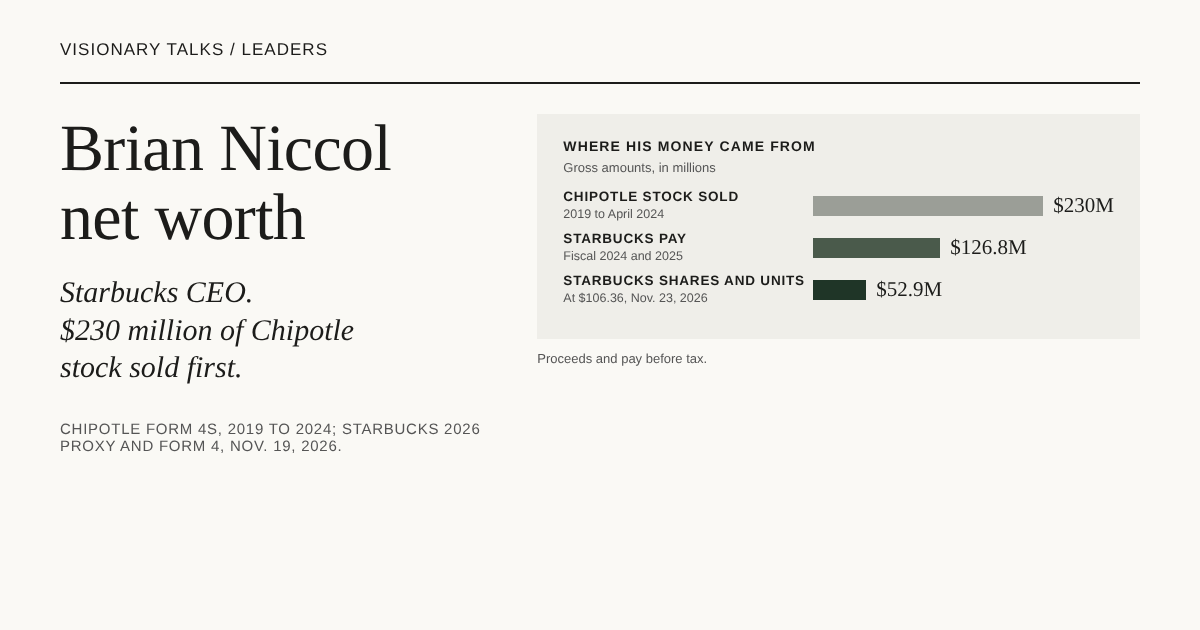 VISIONARY TALKS / LEADERS
Brian Niccol
net worth
Starbucks CEO.
$230 million of Chipotle
stock sold first.
CHIPOTLE FORM 4S, 2019 TO 2024; STARBUCKS 2026
PROXY AND FORM 4, NOV. 19, 2026.
WHERE HIS MONEY CAME FROM
Gross amounts, in millions
CHIPOTLE STOCK SOLD
2019 to April 2024
$230M
STARBUCKS PAY
Fiscal 2024 and 2025
$126.8M
STARBUCKS SHARES AND UNITS
At $106.36, Nov. 23, 2026
$52.9M
Proceeds and pay before tax.